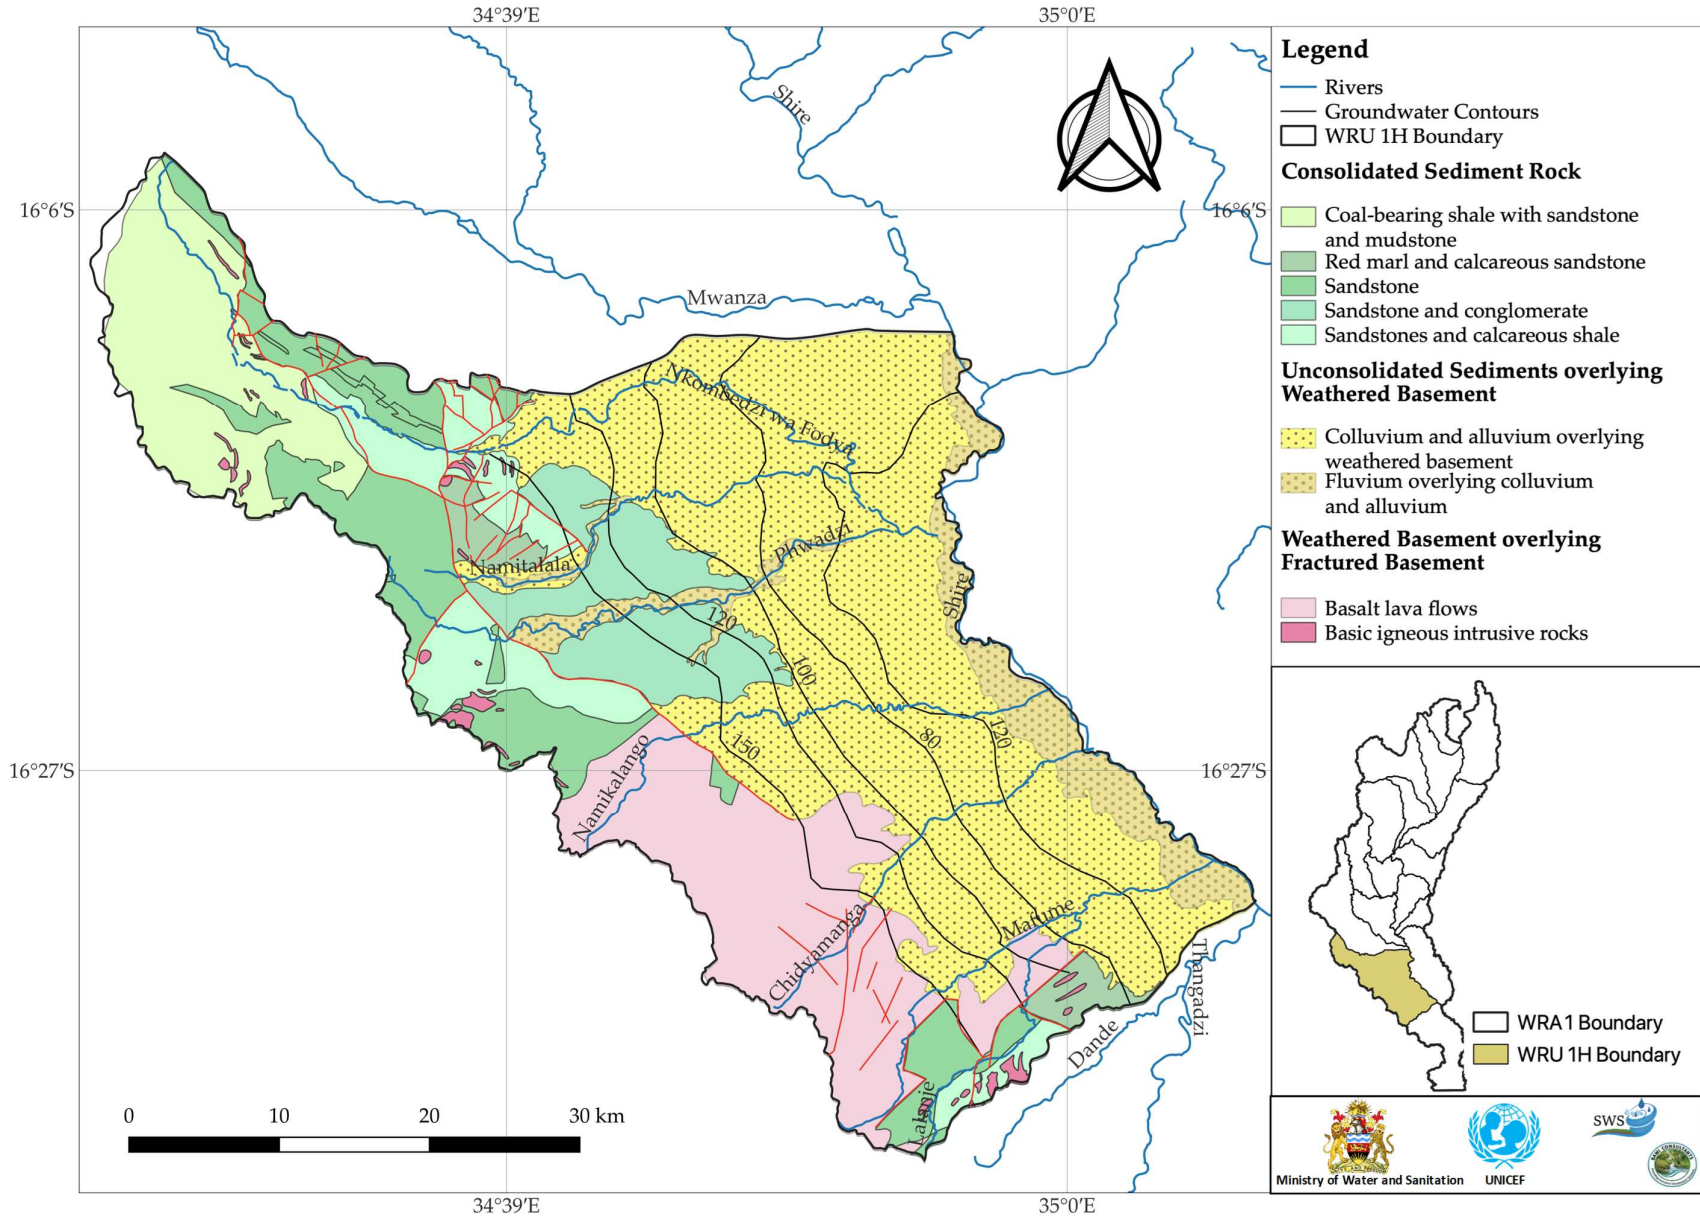 34°39′E
35°0′E
Legend
Rivers
Groundwater Contours
WRU 1H Boundary
Consolidated Sediment Rock
Coal-bearing shale with sandstone
and mudstone
Red marl and calcareous sandstone
Sandstone
Sandstone and conglomerate
Sandstones and calcareous shale
Unconsolidated Sediments overlying
Weathered Basement
Colluvium and alluvium overlying
weathered basement
Fluvium overlying colluvium
and alluvium
Weathered Basement overlying
Fractured Basement
Basalt lava flows
Basic igneous intrusive rocks
Shire
16°6′S
16°6′S
Mwanza
Nkombedzi wa Fodya
Phwadzi
Namitalala
Shire
120
100
80
120
150
16°27′S
16°27′S
Namikalango
Chidyamanga
Mafume
Thangadzi
Dande
Lalanje
0
10
20
30 km
34°39′E
35°0′E
WRA 1 Boundary
WRU 1H Boundary
Ministry of Water and Sanitation
UNICEF
SWS